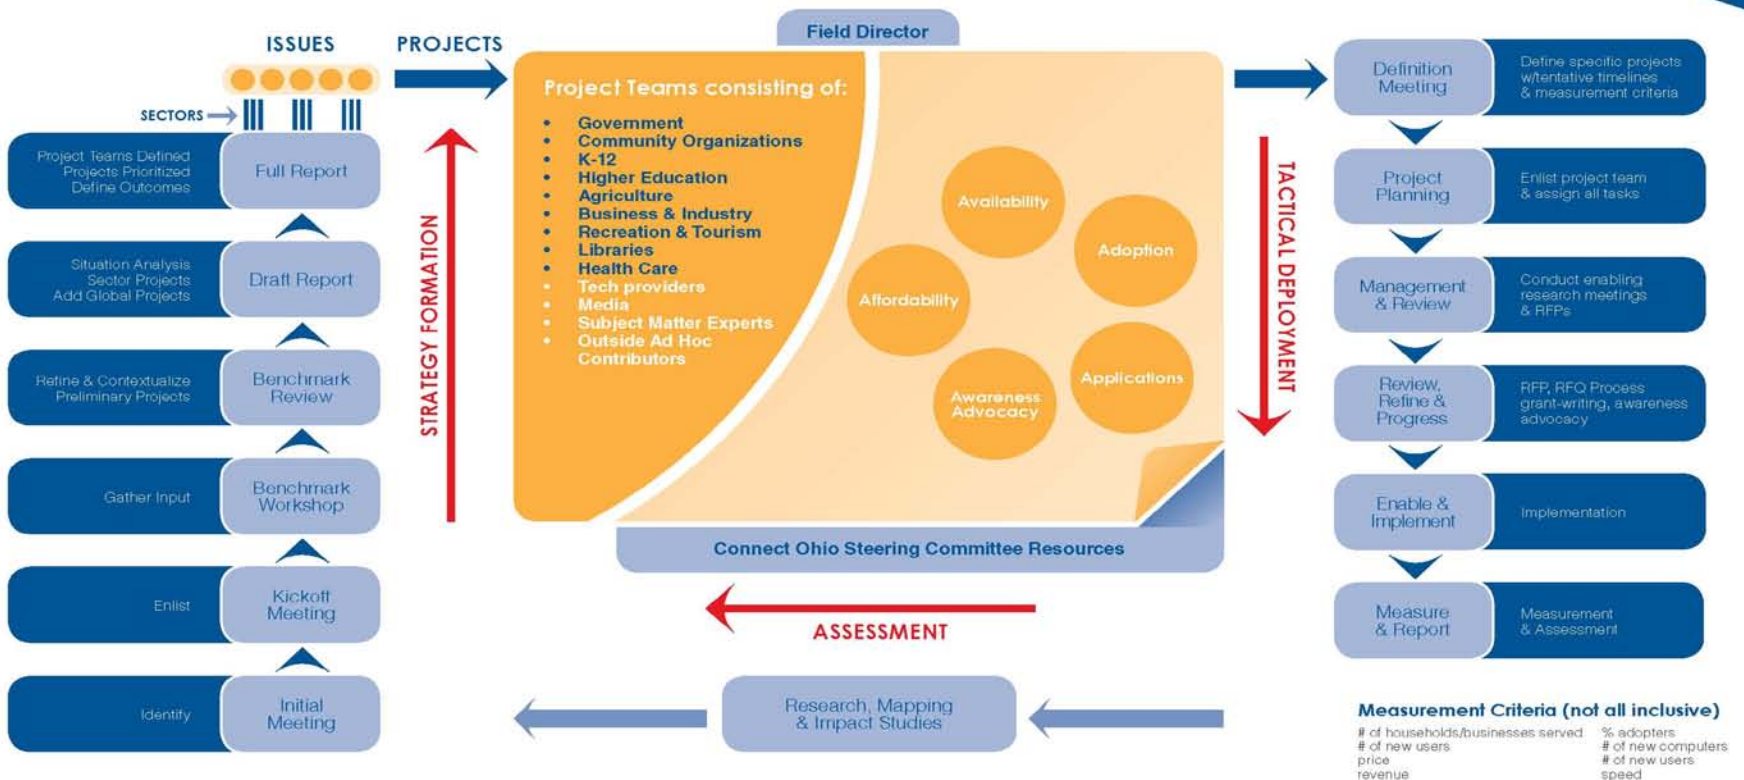 Field Director
ISSUES
PROJECTS
SECTORS
Project Teams Defined
Projects Prioritized
Define Outcomes
Full Report
Situation Analysis
Sector Projects
Add Global Projects
Draft Report
Refine & Contextualize
Preliminary Projects
Benchmark
Review
Gather Input
Benchmark
Workshop
Enlist
Kickoff
Meeting
Identify
Initial
Meeting
STRATEGY FORMATION
Project Teams consisting of:
• Government
• Community Organizations
• K-12
• Higher Education
• Agriculture
• Business & Industry
• Recreation & Tourism
• Libraries
• Health Care
• Tech providers
• Media
• Subject Matter Experts
• Outside Ad Hoc
Contributors
Availability
Adoption
Affordability
Applications
Awareness
Advocacy
Connect Ohio Steering Committee Resources
ASSESSMENT
Research, Mapping
& Impact Studies
TACTICAL DEPLOYMENT
Definition
Meeting
Define specific projects
w/tentative timelines
& measurement criteria
Project
Planning
Enlist project team
& assign all tasks
Management
& Review
Conduct enabling
research meetings
& RFPs
Review,
Refine &
Progress
RFP, RFQ Process
grant-writing, awareness
advocacy
Enable &
Implement
Implementation
Measure
& Report
Measurement
& Assessment
Measurement Criteria (not all inclusive)
# of households/businesses served
# of new users
price
revenue
% adopters
# of new computers
# of new users
speed